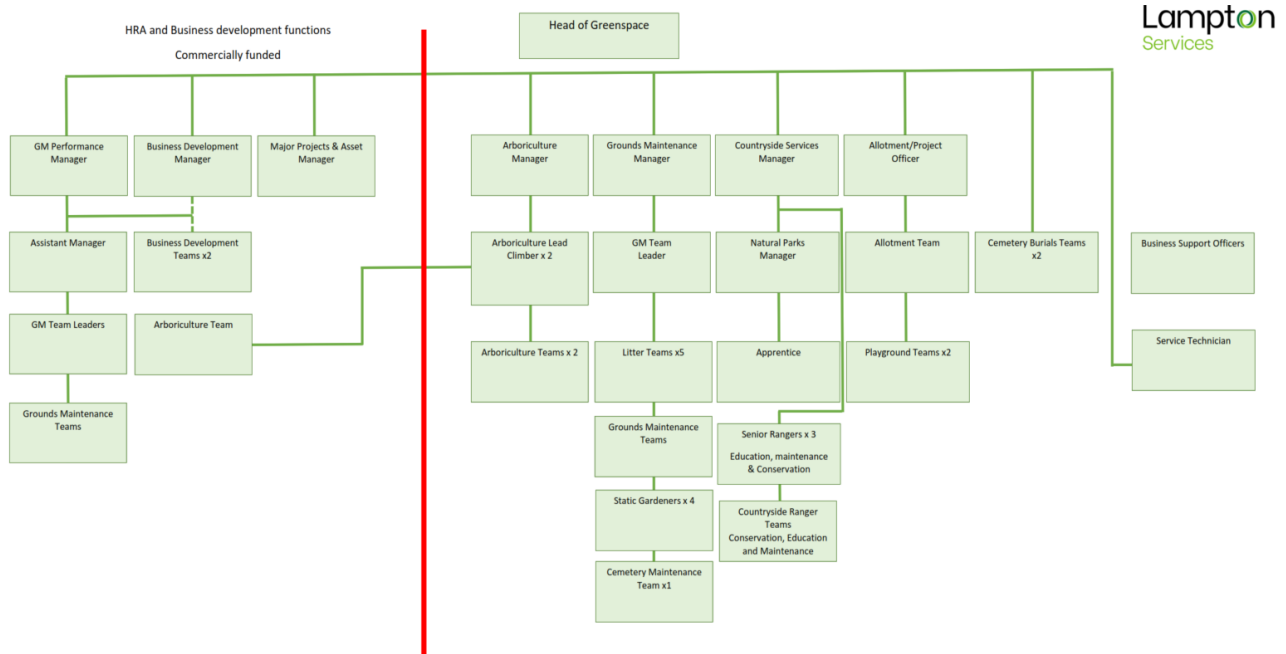 HRA and Business development functions
Commercially funded
Head of Greenspace
Lampton
Services
GM Performance
Manager
Business Development
Manager
Major Projects & Asset
Manager
Arboriculture
Manager
Grounds Maintenance
Manager
Countryside Services
Manager
Allotment/Project
Officer
Assistant Manager
Business Development
Teams x2
Arboriculture Lead
Climber x 2
GM Team
Leader
Natural Parks
Manager
Allotment Team
Cemetery Burials Teams
x2
Business Support Officers
GM Team Leaders
Arboriculture Team
Arboriculture Teams x 2
Litter Teams x5
Apprentice
Playground Teams x2
Service Technician
Grounds Maintenance
Teams
Grounds Maintenance
Teams
Senior Rangers x 3
Education, maintenance
& Conservation
Static Gardeners x 4
Countryside Ranger
Teams
Conservation, Education
and Maintenance
Cemetery Maintenance
Team x1